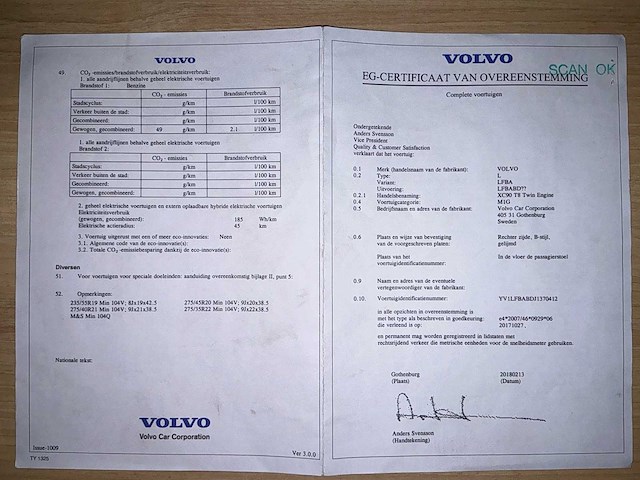 VOLVO
49 CO₂ -emissies/brandstofverbruik/elektriciteitsverbruik:
1. alle aandrijflijnen behalve geheel elektrische voertuigen
Brandstof 1: Benzine
CO₂ - emissies Brandstofverbruik
Stadscyclus: g/km l/100 km
Verkeer buiten de stad: g/km l/100 km
Gecombineerd: g/km l/100 km
Gewogen, gecombineerd: 49 g/km 2.1 l/100 km
1. alle aandrijflijnen behalve geheel elektrische voertuigen
Brandstof 2:
CO₂ - emissies Brandstofverbruik
Stadscyclus: g/km l/100 km
Verkeer buiten de stad: g/km l/100 km
Gecombineerd: g/km l/100 km
Gewogen, gecombineerd: g/km l/100 km
2. geheel elektrische voertuigen en extern oplaadbare hybride elektrische voertuigen
Elektriciteitsverbruik
(gewogen, gecombineerd): 185 Wh/km
Elektrische actieradius: 45 km
3. Voertuig uitgerust met een of meer eco-innovaties: Neen
3.1. Algemene code van de eco-innovatie(s):
3.2. Totale CO₂-emissiebesparing dankzij de eco-innovatie(s):
Diversen
51. Voor voertuigen voor speciale doeleinden: aanduiding overeenkomstig bijlage II, punt 5:
52. Opmerkingen:
235/55R19 Min 104V; 8Jx19x42.5 275/45R20 Min 104V; 9Jx20x38.5
275/40R21 Min 104V; 9Jx21x38.5 275/35R22 Min 104V; 9Jx22x38.5
M&S Min 104Q
Nationale tekst:
VOLVO
Volvo Car Corporation
Issue-1009
TY 1325
Ver 3.0.0
VOLVO
SCAN OK
EG-CERTIFICAAT VAN OVEREENSTEMMING
Complete voertuigen
Ondergetekende
Anders Svensson
Vice President
Quality & Customer Satisfaction
verklaart dat het voertuig:
0.1 Merk (handelsnaam van de fabrikant): VOLVO
0.2 Type: L
Variant: LFBA
Uitvoering: LFBABD??
0.2.1 Handelsbenaming: XC90 T8 Twin Engine
0.4 Voertuigcategorie: M1G
0.5 Bedrijfsnaam en adres van de fabrikant: Volvo Car Corporation
405 31 Gothenburg
Sweden
0.6 Plaats en wijze van bevestiging Rechter zijde, B-stijl,
van de voorgeschreven platen: gelijmd
Plaats van het In de vloer de passagierstoel
voertuigidentificatienummer:
0.9 Naam en adres van de eventuele
vertegenwoordiger van de fabrikant:
0.10. Voertuigidentificatienummer: YV1LFBABDJ1370412
in alle opzichten in overeenstemming is
met het type als beschreven in goedkeuring: e4*2007/46*0929*06
die verleend is op: 20171027.
en permanent mag worden geregistreerd in lidstaten met
rechtsrijdend verkeer die metrische eenheden voor de snelheidsmeter gebruiken.
Gothenburg 20180213
(Plaats) (Datum)
Anders Svensson
(Handtekening)